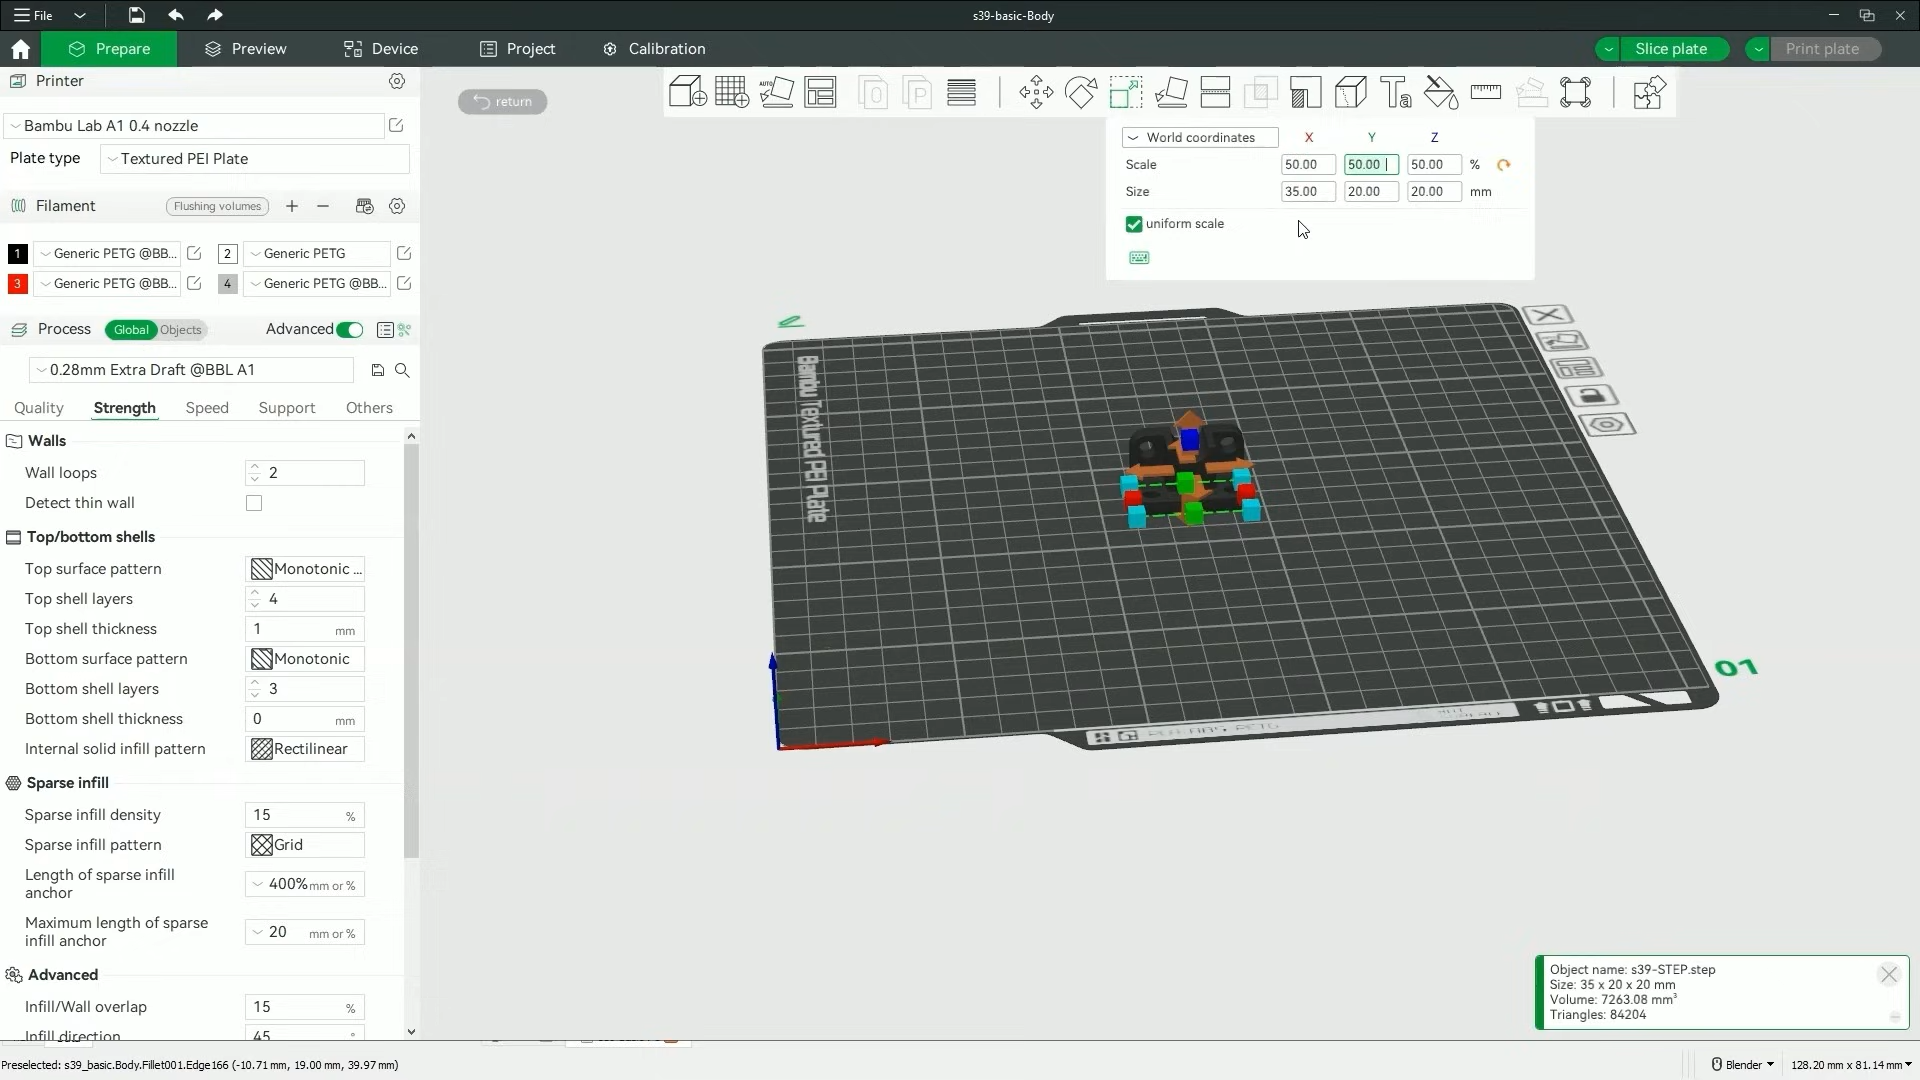 File
s39-basic-Body
Prepare
Preview
Device
Project
Calibration
Slice plate
Print plate
Printer
return
Bambu Lab A1 0.4 nozzle
Plate type
Textured PEI Plate
World coordinates X Y Z
Scale 50.00 50.00 50.00 %
Size 35.00 20.00 20.00 mm
uniform scale
Filament
Flushing volumes
1 Generic PETG @BB...
2 Generic PETG
3 Generic PETG @BB...
4 Generic PETG @BB...
Process
Global Objects
Advanced
0.28mm Extra Draft @BBL A1
Quality Strength Speed Support Others
Walls
Wall loops 2
Detect thin wall
Top/bottom shells
Top surface pattern Monotonic ...
Top shell layers 4
Top shell thickness 1 mm
Bottom surface pattern Monotonic
Bottom shell layers 3
Bottom shell thickness 0 mm
Internal solid infill pattern Rectilinear
Sparse infill
Sparse infill density 15 %
Sparse infill pattern Grid
Length of sparse infill
anchor
400% mm or %
Maximum length of sparse
infill anchor
20 mm or %
Advanced
Infill/Wall overlap 15 %
Infill direction 45 °
Bambu Textured PEI Plate
01
Object name: s39-STEP.step
Size: 35 x 20 x 20 mm
Volume: 7263.08 mm³
Triangles: 84204
Preselected: s39_basic.Body.Fillet001.Edge166 (-10.71 mm, 19.00 mm, 39.97 mm)
Blender
128.20 mm x 81.14 mm